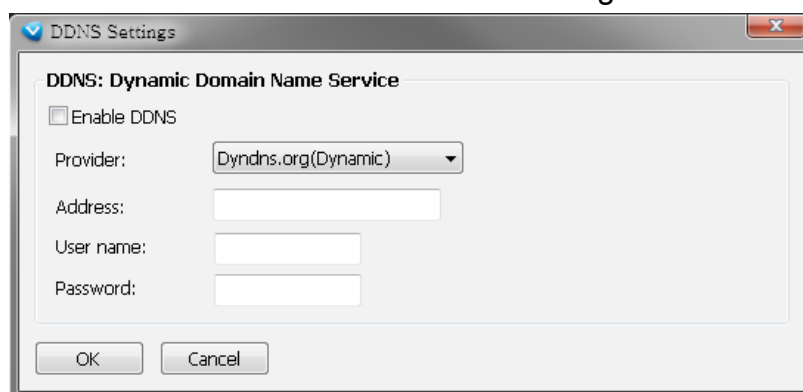 DDNS Settings
DDNS: Dynamic Domain Name Service
Enable DDNS
Provider: Dyndns.org(Dynamic)
Address:
User name:
Password:
OK Cancel